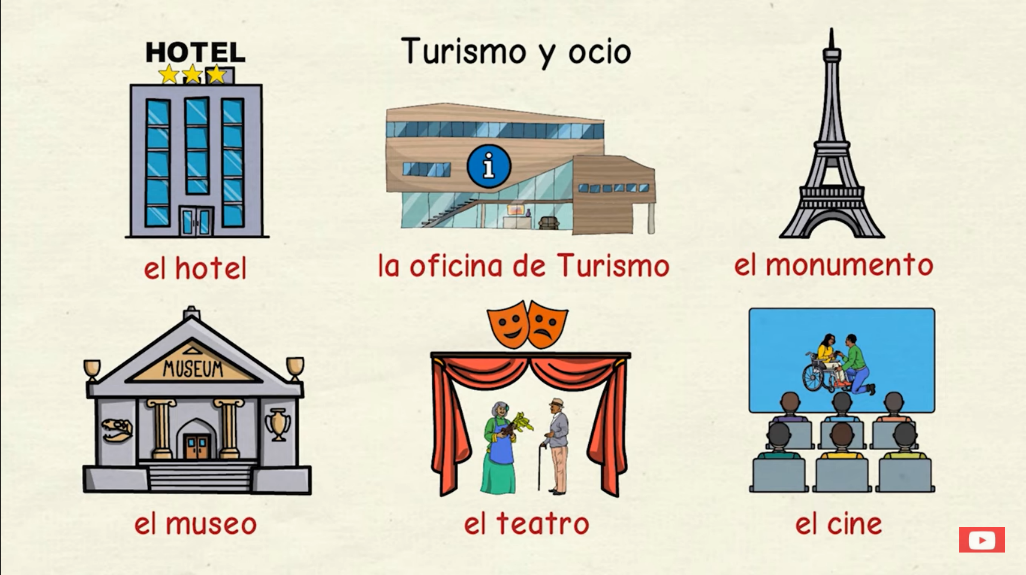 Turismo y ocio
HOTEL
i
el hotel
la oficina de Turismo
el monumento
MUSEUM
el museo
el teatro
el cine